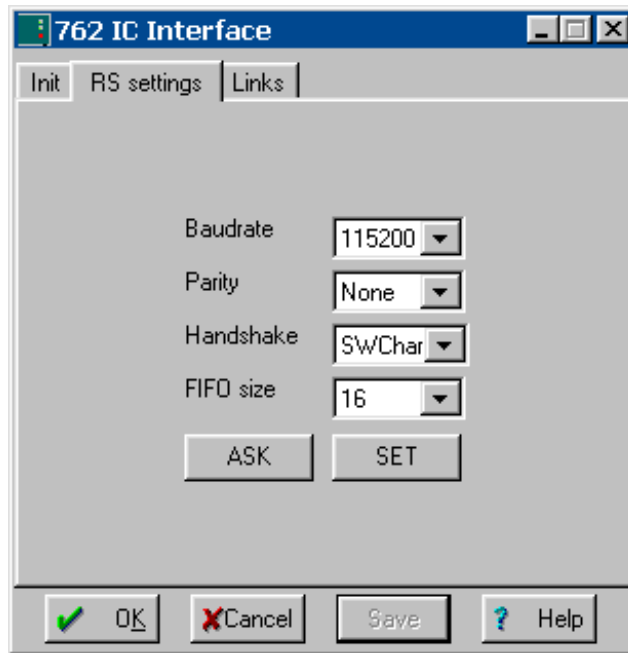 762 IC Interface
Init RS settings Links
Baudrate 115200
Parity None
Handshake SWChar
FIFO size 16
ASK SET
OK Cancel Save ? Help